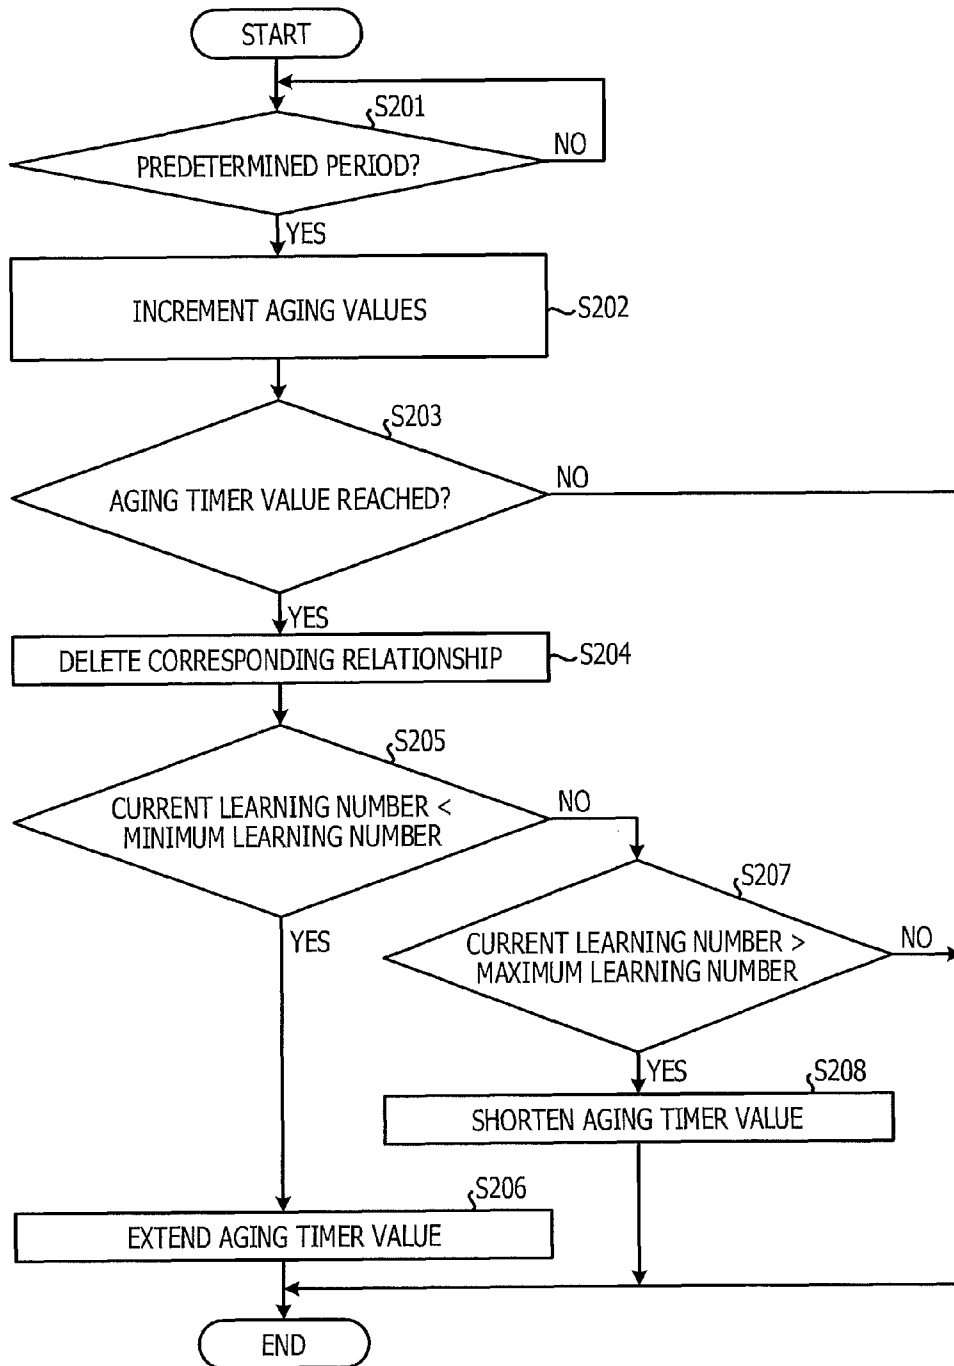 START
S201
PREDETERMINED PERIOD?
NO
YES
INCREMENT AGING VALUES
S202
S203
AGING TIMER VALUE REACHED?
NO
YES
DELETE CORRESPONDING RELATIONSHIP
S204
S205
CURRENT LEARNING NUMBER <
MINIMUM LEARNING NUMBER
NO
YES
S207
CURRENT LEARNING NUMBER >
MAXIMUM LEARNING NUMBER
NO
YES
S208
SHORTEN AGING TIMER VALUE
S206
EXTEND AGING TIMER VALUE
END